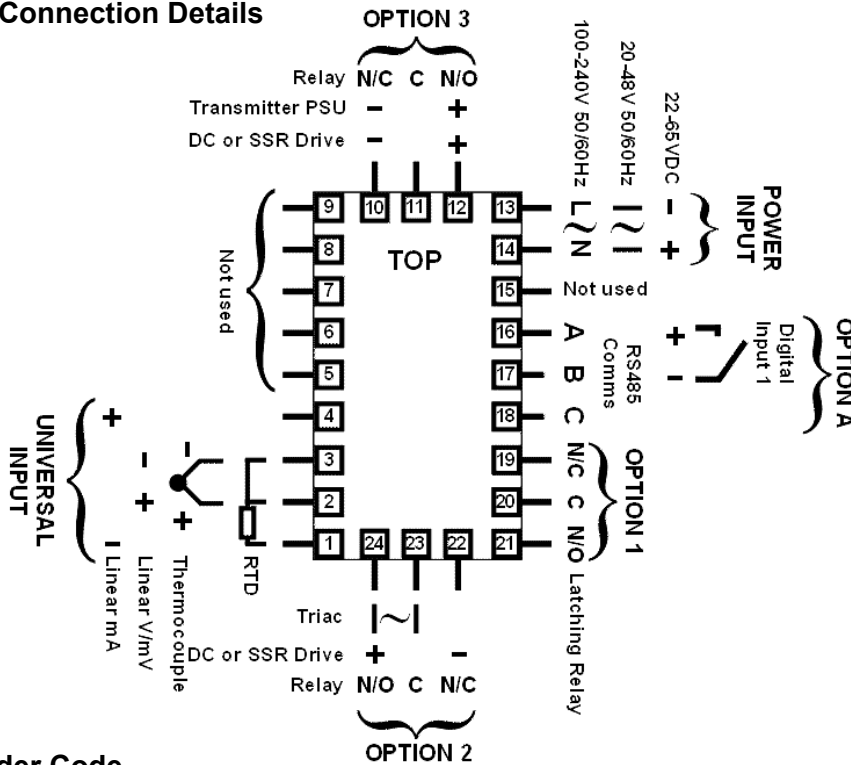 Connection Details
OPTION 3
Relay N/C C N/O
Transmitter PSU - +
DC or SSR Drive - +
100-240V 50/60Hz
20-48V 50/60Hz
22-65VDC
POWER INPUT
9 10 11 12 13
L ~ N
~
- +
8 TOP 14
7 15 Not used
Not used
6 16 A
5 17 B
4 18 C
RS485 Comms
+ -
Digital Input 1
OPTION A
3 19 N/C
2 20 C
1 24 23 22 21 N/O
OPTION 1
Latching Relay
UNIVERSAL INPUT
+ -
Linear mA
- +
Linear V/mV
- +
Thermocouple
RTD
Triac ~
DC or SSR Drive + -
Relay N/O C N/C
OPTION 2
der Code